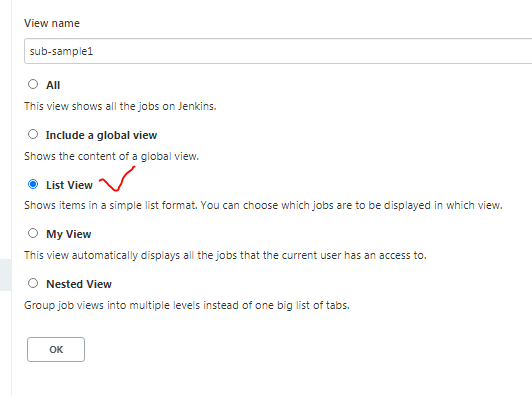 View name
sub-sample1
All
This view shows all the jobs on Jenkins.
Include a global view
Shows the content of a global view.
List View
Shows items in a simple list format. You can choose which jobs are to be displayed in which view.
My View
This view automatically displays all the jobs that the current user has an access to.
Nested View
Group job views into multiple levels instead of one big list of tabs.
OK